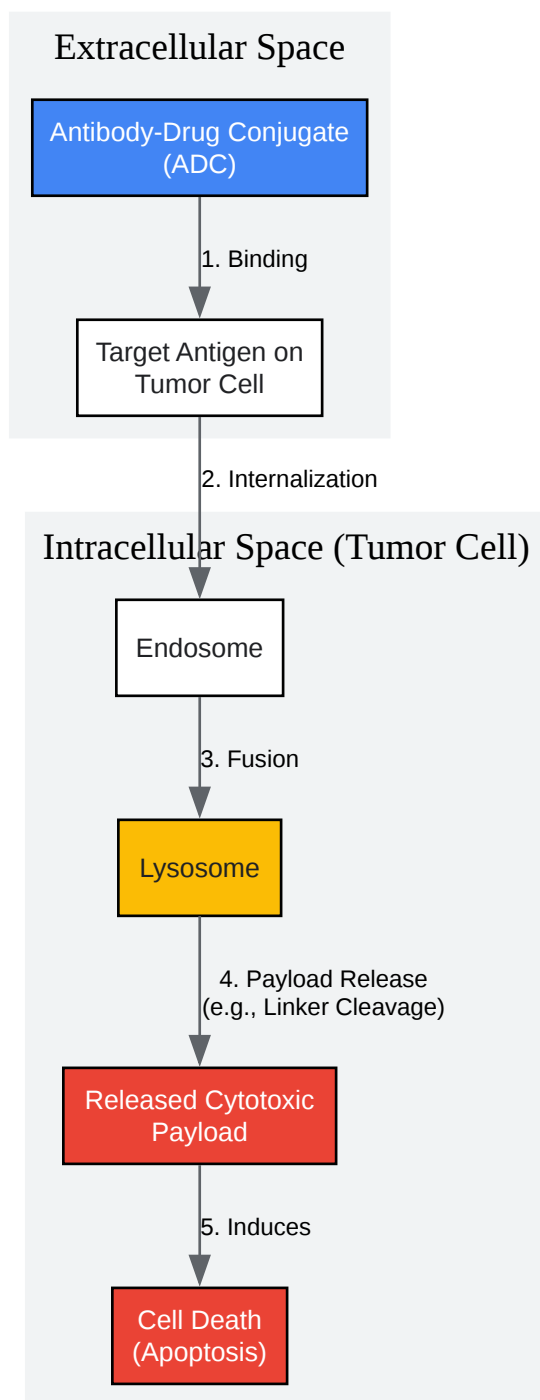 Extracellular Space
Antibody-Drug Conjugate
(ADC)
1. Binding
Target Antigen on
Tumor Cell
2. Internalization
Intracellular Space (Tumor Cell)
Endosome
3. Fusion
Lysosome
4. Payload Release
(e.g., Linker Cleavage)
Released Cytotoxic
Payload
5. Induces
Cell Death
(Apoptosis)